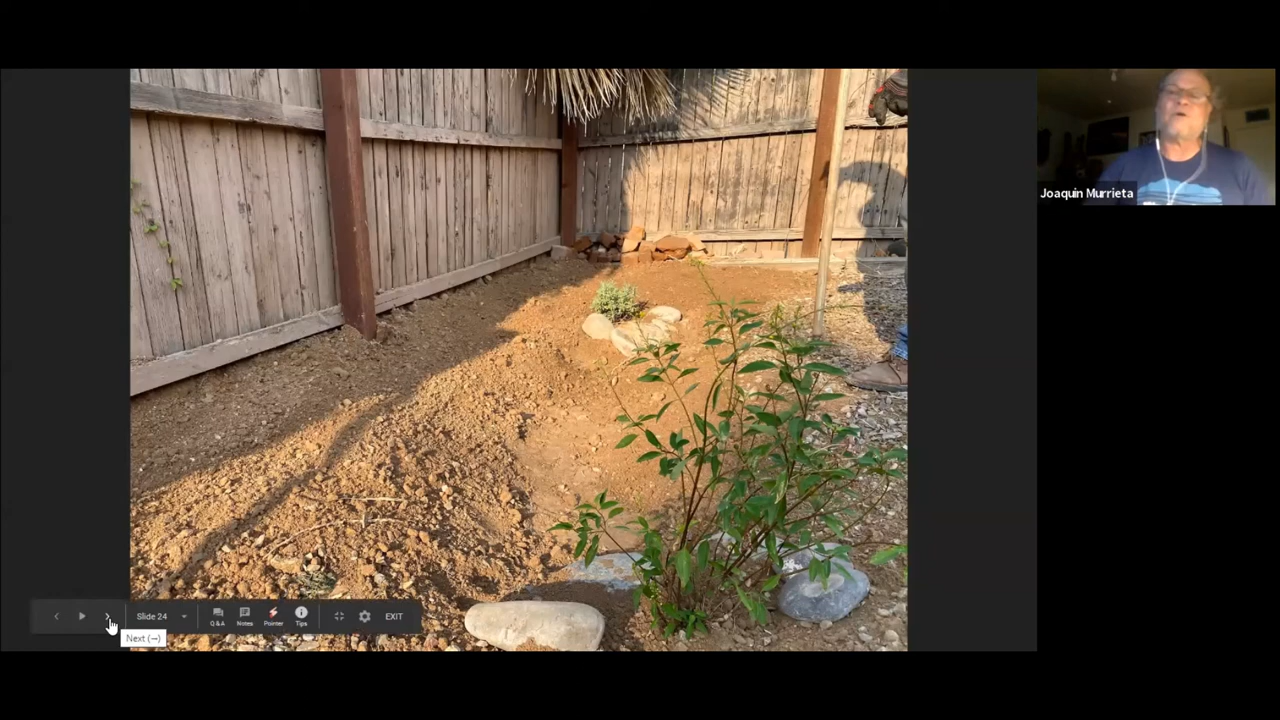 Joaquin Murrieta
Slide 24
Q&A
Notes
Pointer
Tips
EXIT
Next (→)